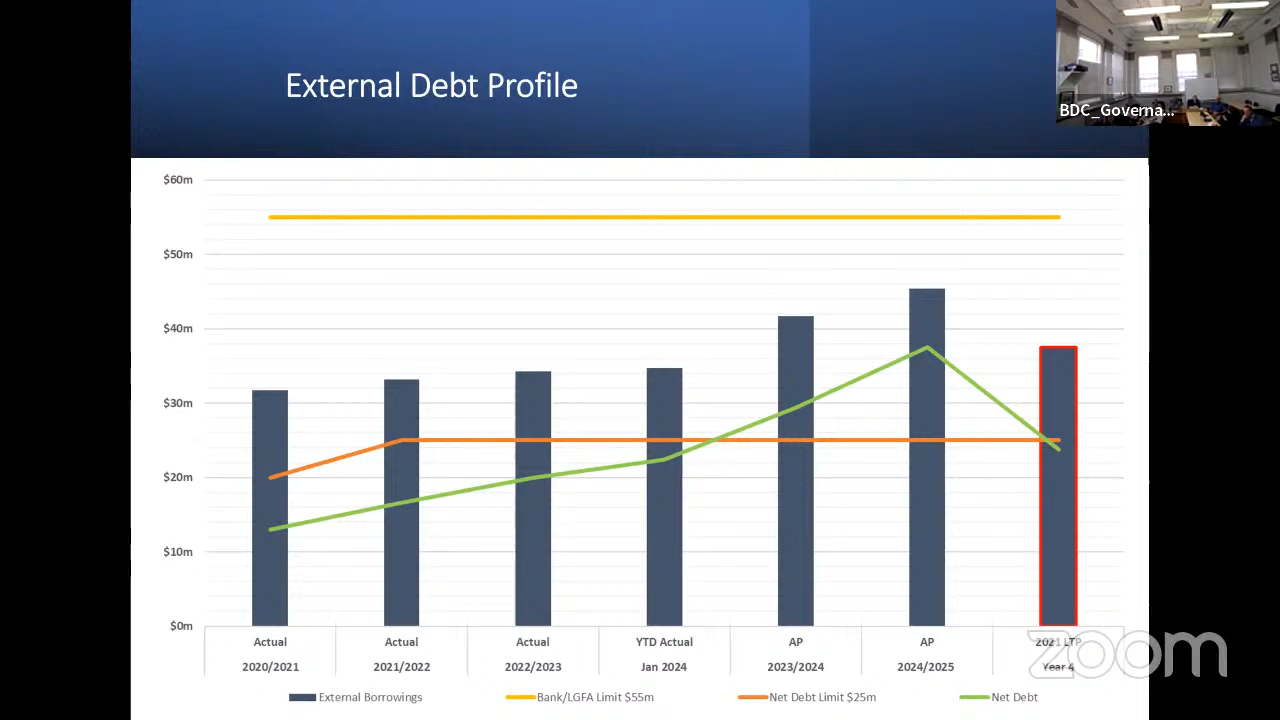 External Debt Profile
BDC_Governa...
$60m
$50m
$40m
$30m
$20m
$10m
$0m
Actual Actual Actual YTD Actual AP AP 2021 LTP
2020/2021 2021/2022 2022/2023 Jan 2024 2023/2024 2024/2025 Year 4
External Borrowings Bank/LGFA Limit $55m Net Debt Limit $25m Net Debt
zoom